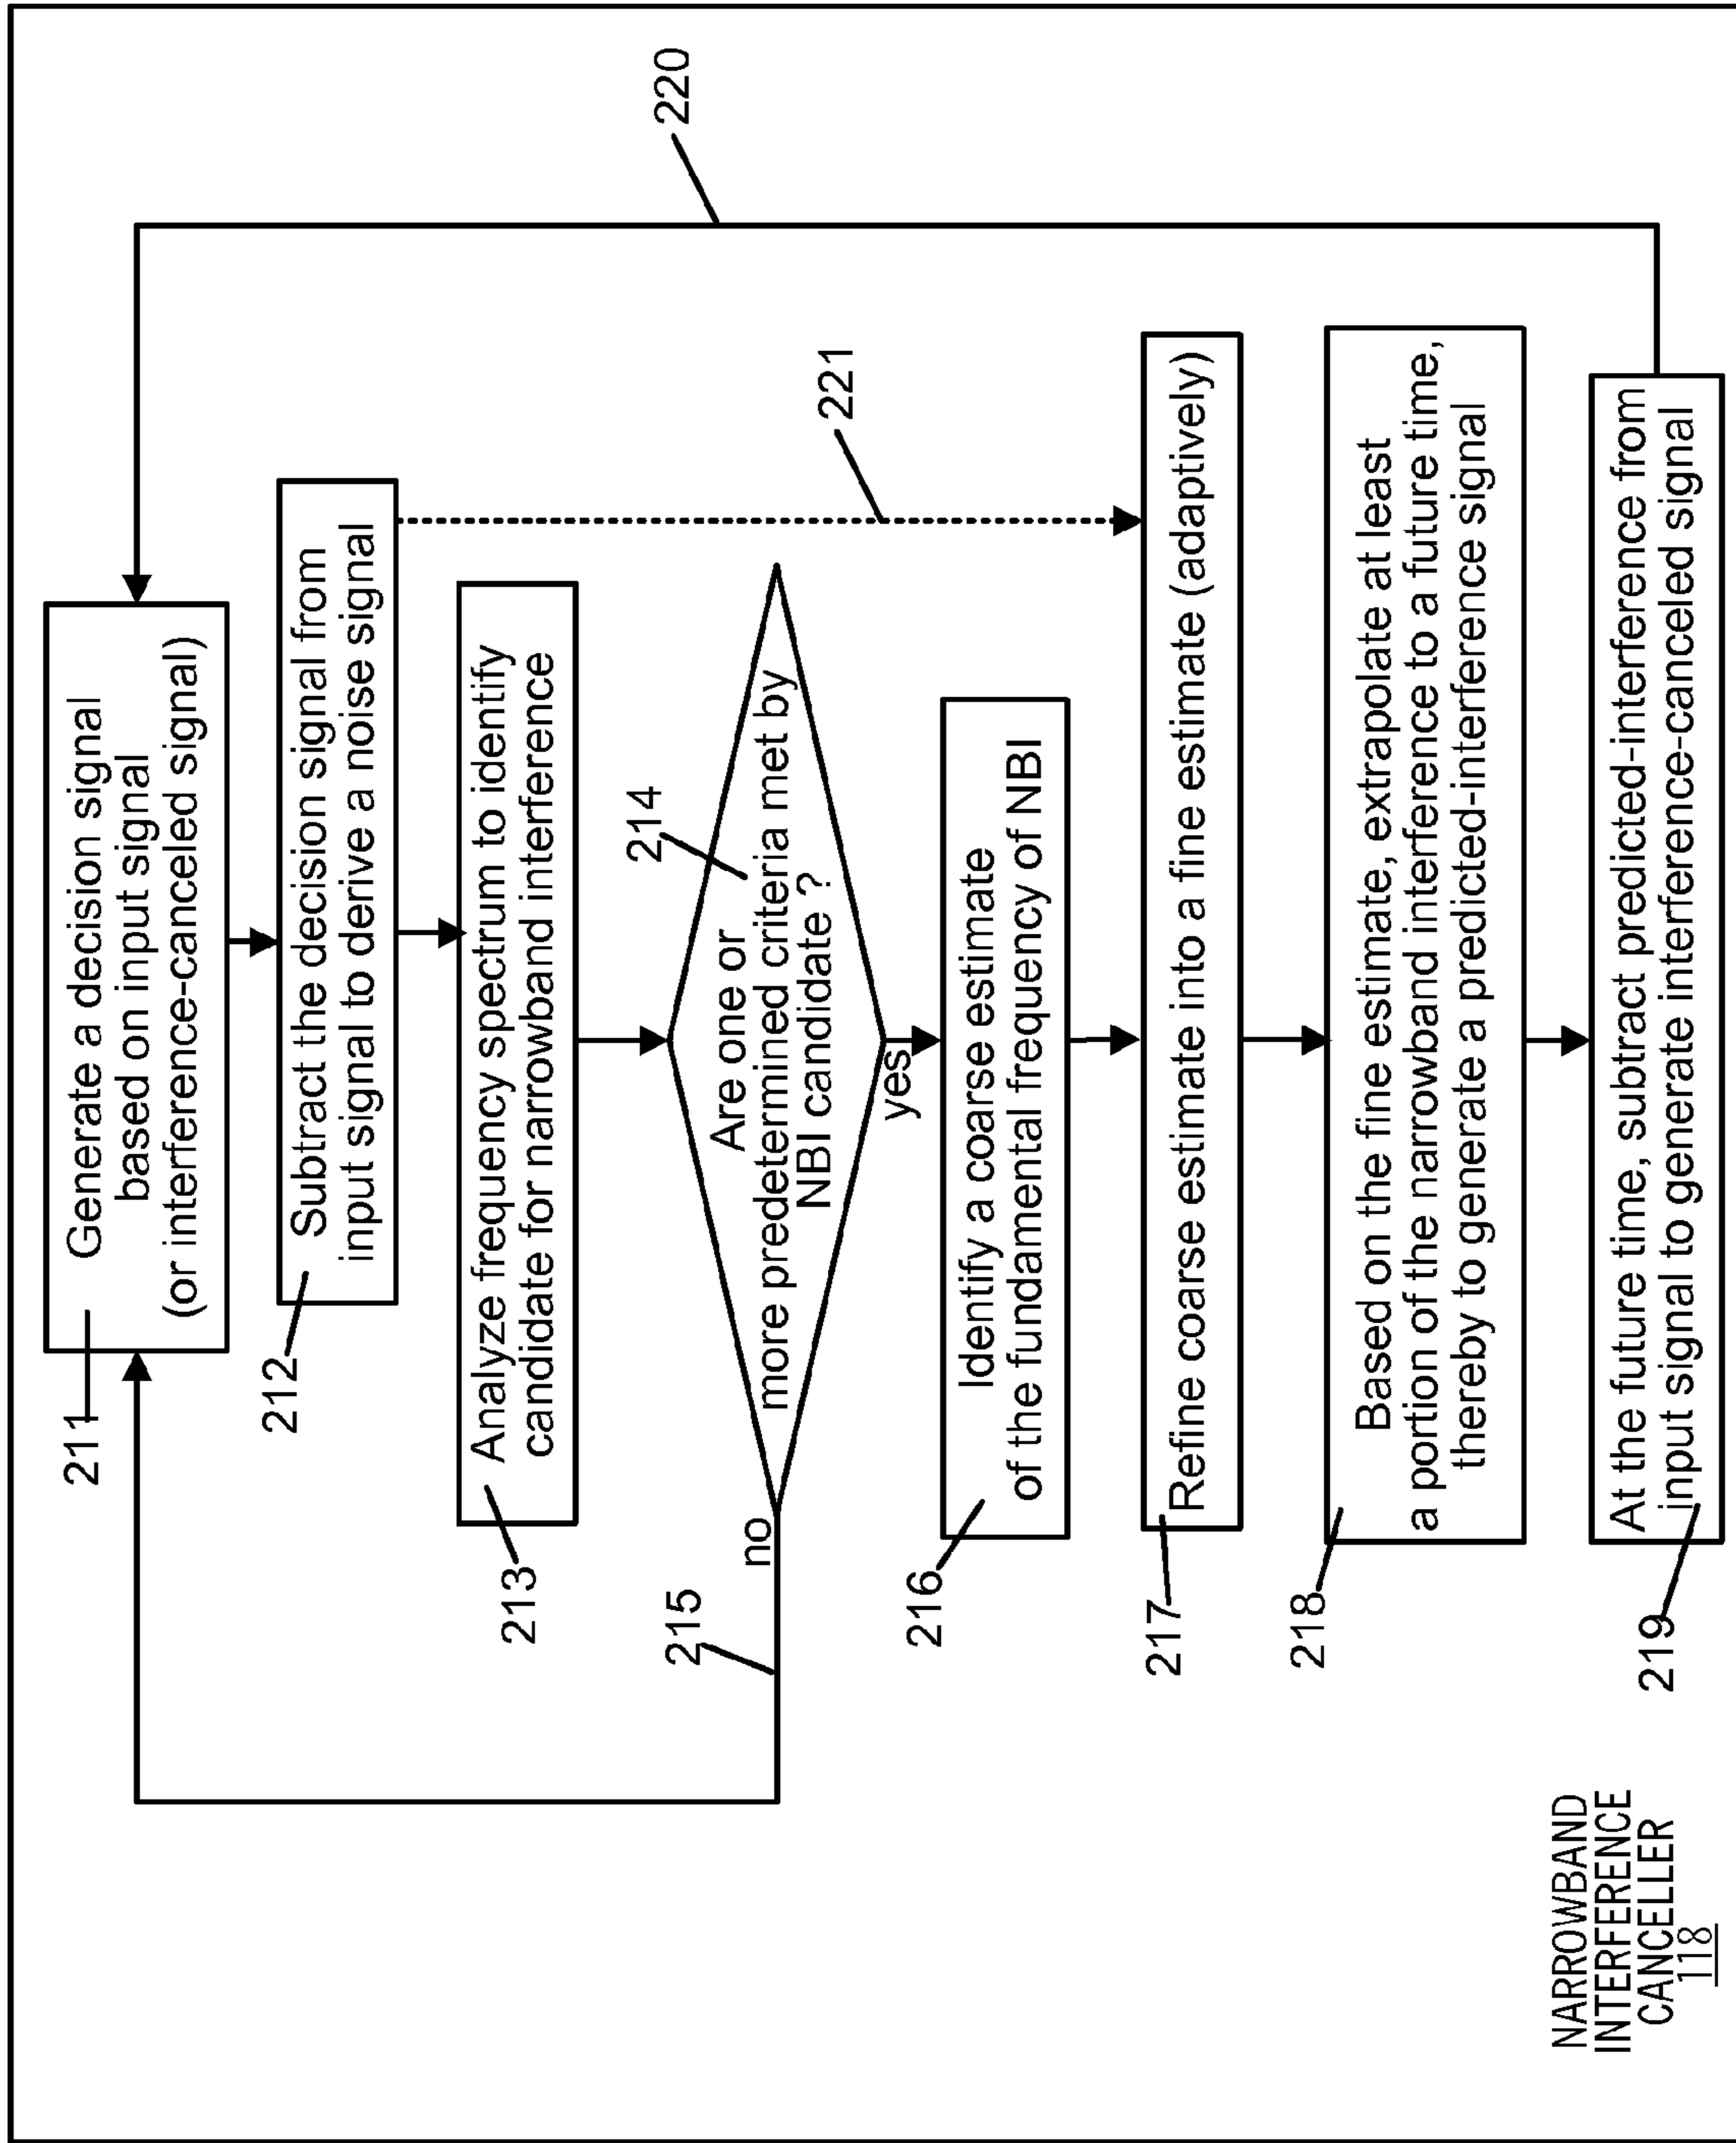 211
Generate a decision signal
based on input signal
(or interference-canceled signal)
220
212
Subtract the decision signal from
input signal to derive a noise signal
213
Analyze frequency spectrum to identify
candidate for narrowband interference
221
214
Are one or
more predetermined criteria met by
NBI candidate ?
215
no
yes
216
Identify a coarse estimate
of the fundamental frequency of NBI
217
Refine coarse estimate into a fine estimate (adaptively)
218
Based on the fine estimate, extrapolate at least
a portion of the narrowband interference to a future time,
thereby to generate a predicted-interference signal
219
At the future time, subtract predicted-interference from
input signal to generate interference-canceled signal
NARROWBAND
INTERFERENCE
CANCELLER
118